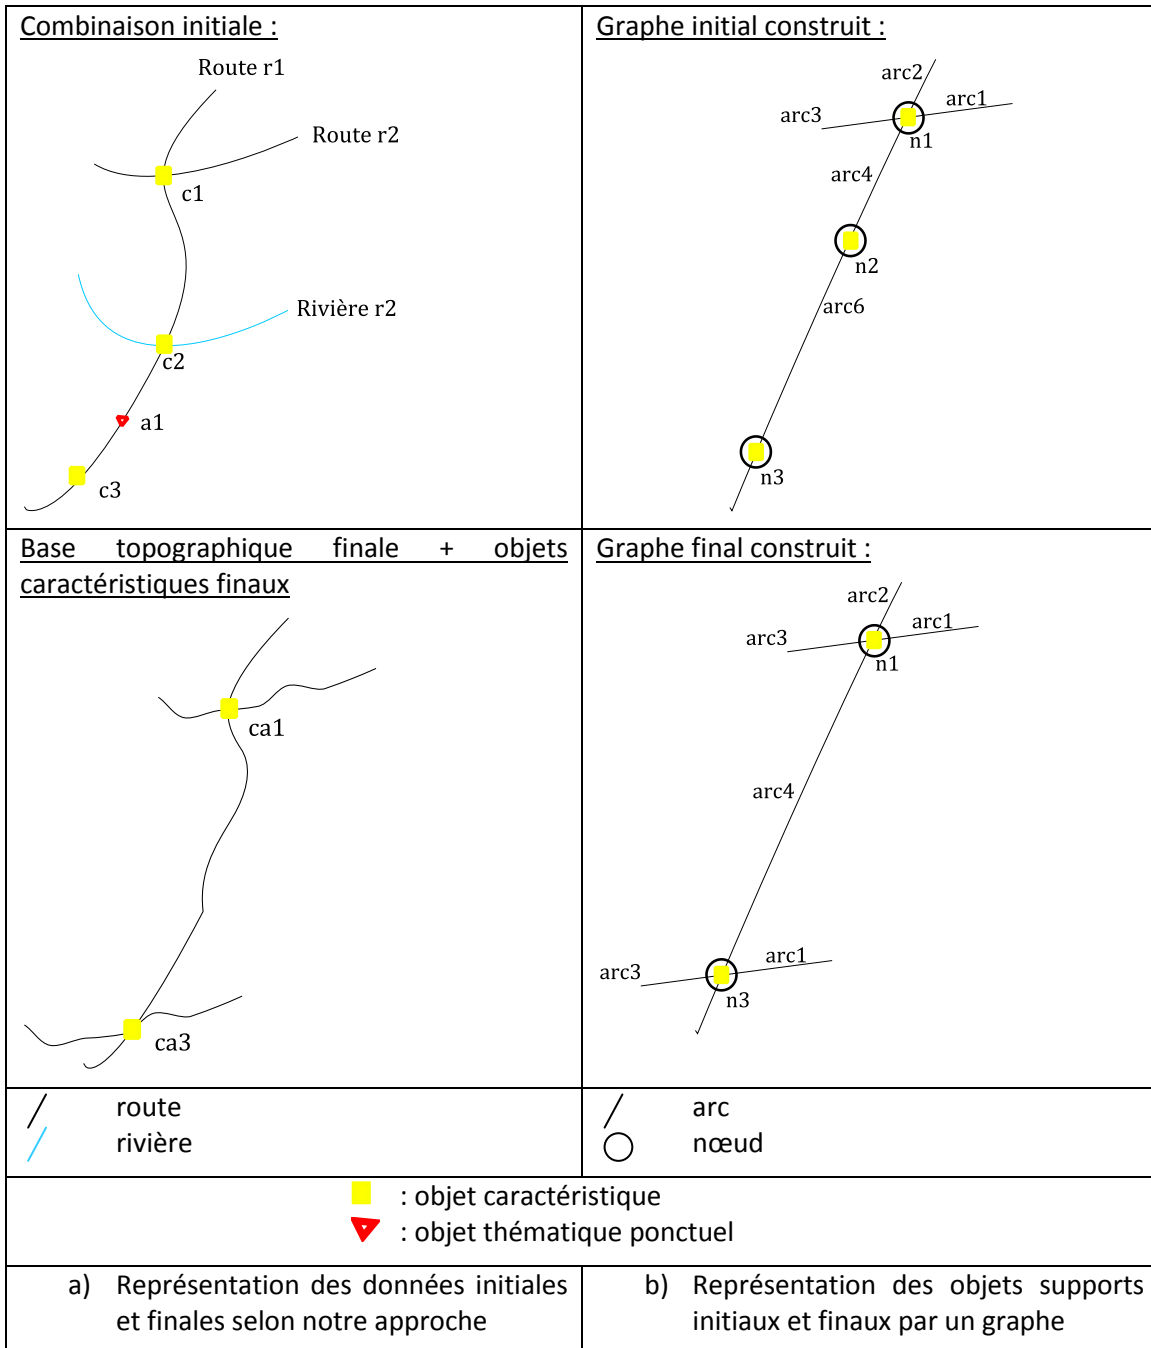 Combinaison initiale :
Route r1
Route r2
c1
Rivière r2
c2
a1
c3
Graphe initial construit :
arc2
arc1
arc3
n1
arc4
n2
arc6
n3
Base topographique finale + objets
caractéristiques finaux
ca1
ca3
Graphe final construit :
arc2
arc1
arc3
n1
arc4
arc1
arc3
n3
route
rivière
arc
nœud
: objet caractéristique
: objet thématique ponctuel
a) Représentation des données initiales
et finales selon notre approche
b) Représentation des objets supports
initiaux et finaux par un graphe